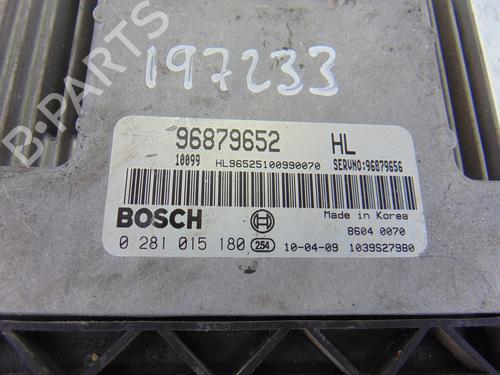 B-PARTS
197233
96879652 HL
10099 HL96525100990070 SERVNO:96879656
BOSCH Made in Korea
8604 0070
0 281 015 180 254 10-04-09 1039S27980